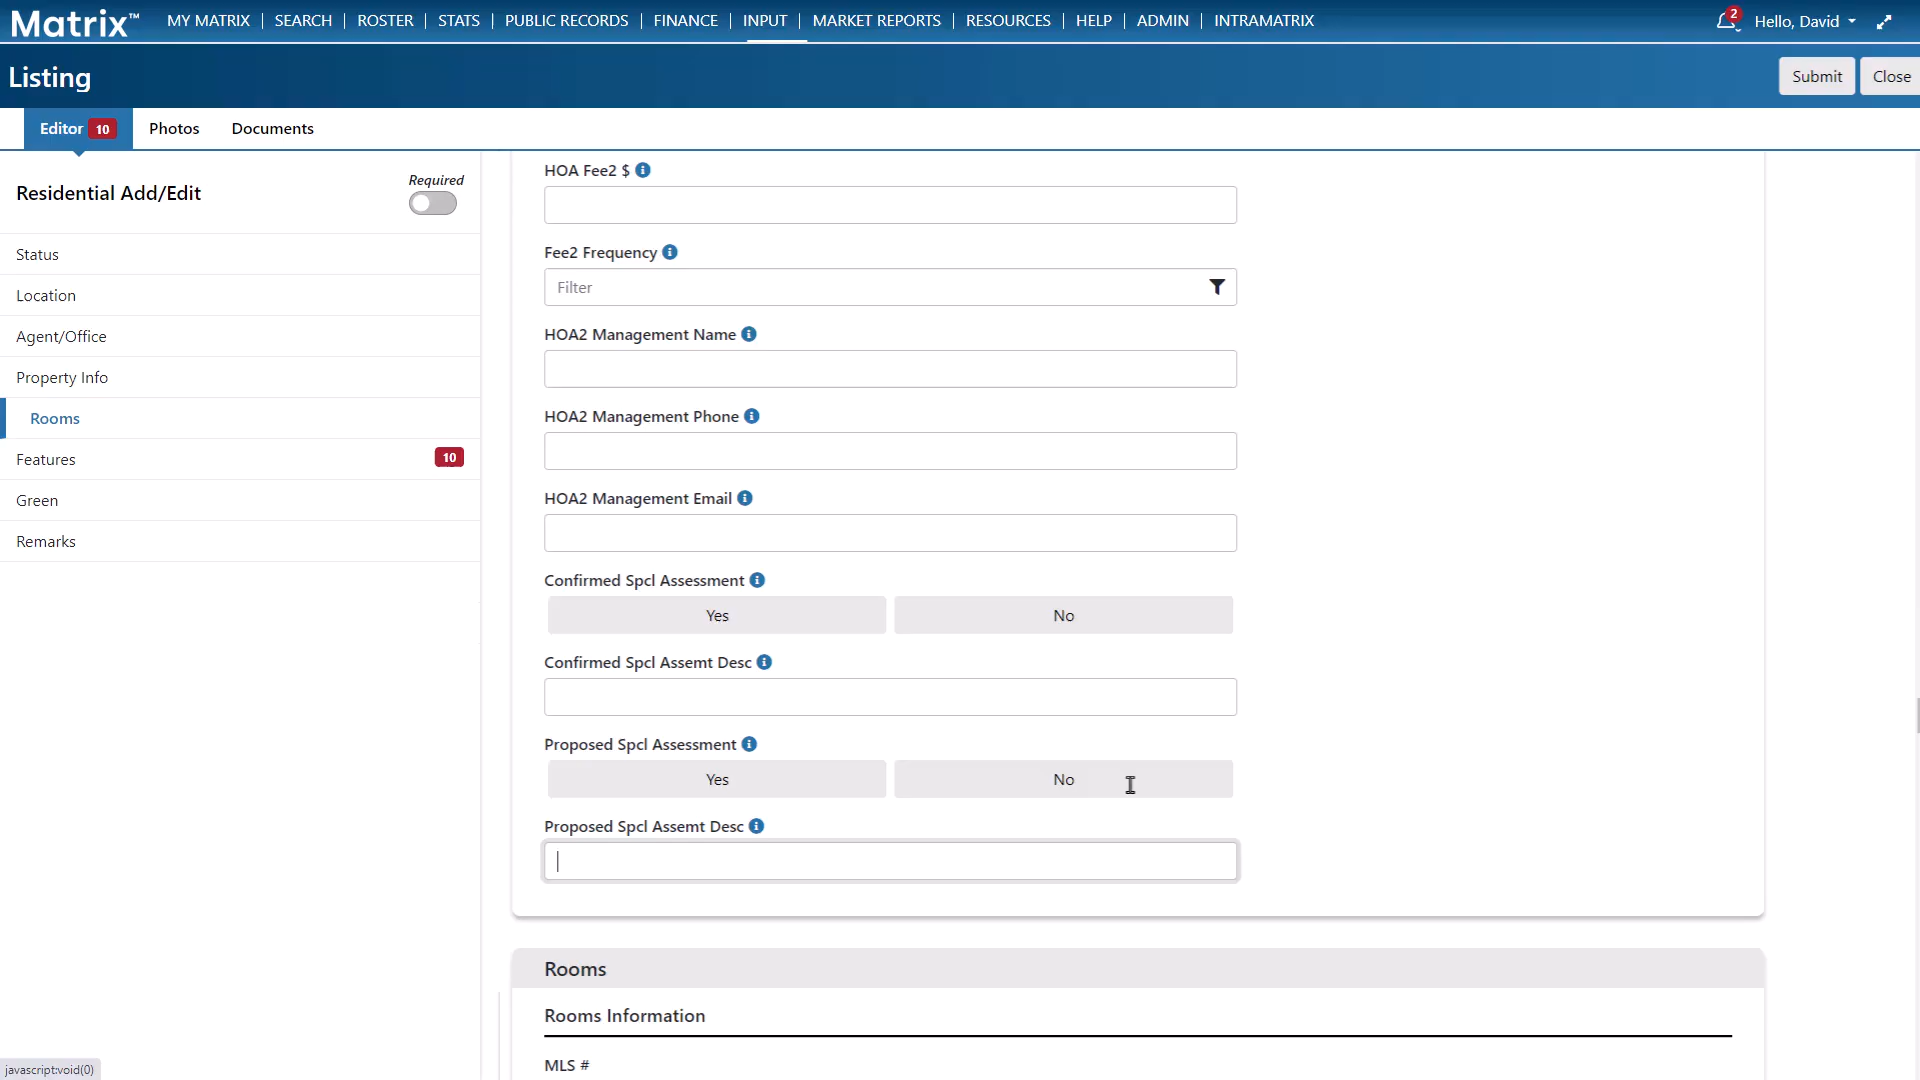 Matrix™ MY MATRIX SEARCH ROSTER STATS PUBLIC RECORDS FINANCE INPUT MARKET REPORTS RESOURCES HELP ADMIN INTRAMATRIX 2 Hello, David
Listing Submit Close
Editor 10 Photos Documents
Residential Add/Edit Required
Status
Location
Agent/Office
Property Info
Rooms
Features 10
Green
Remarks
HOA Fee2 $
Fee2 Frequency
Filter
HOA2 Management Name
HOA2 Management Phone
HOA2 Management Email
Confirmed Spcl Assessment
Yes No
Confirmed Spcl Assemt Desc
Proposed Spcl Assessment
Yes No
Proposed Spcl Assemt Desc
Rooms
Rooms Information
MLS #
javascript:void(0)